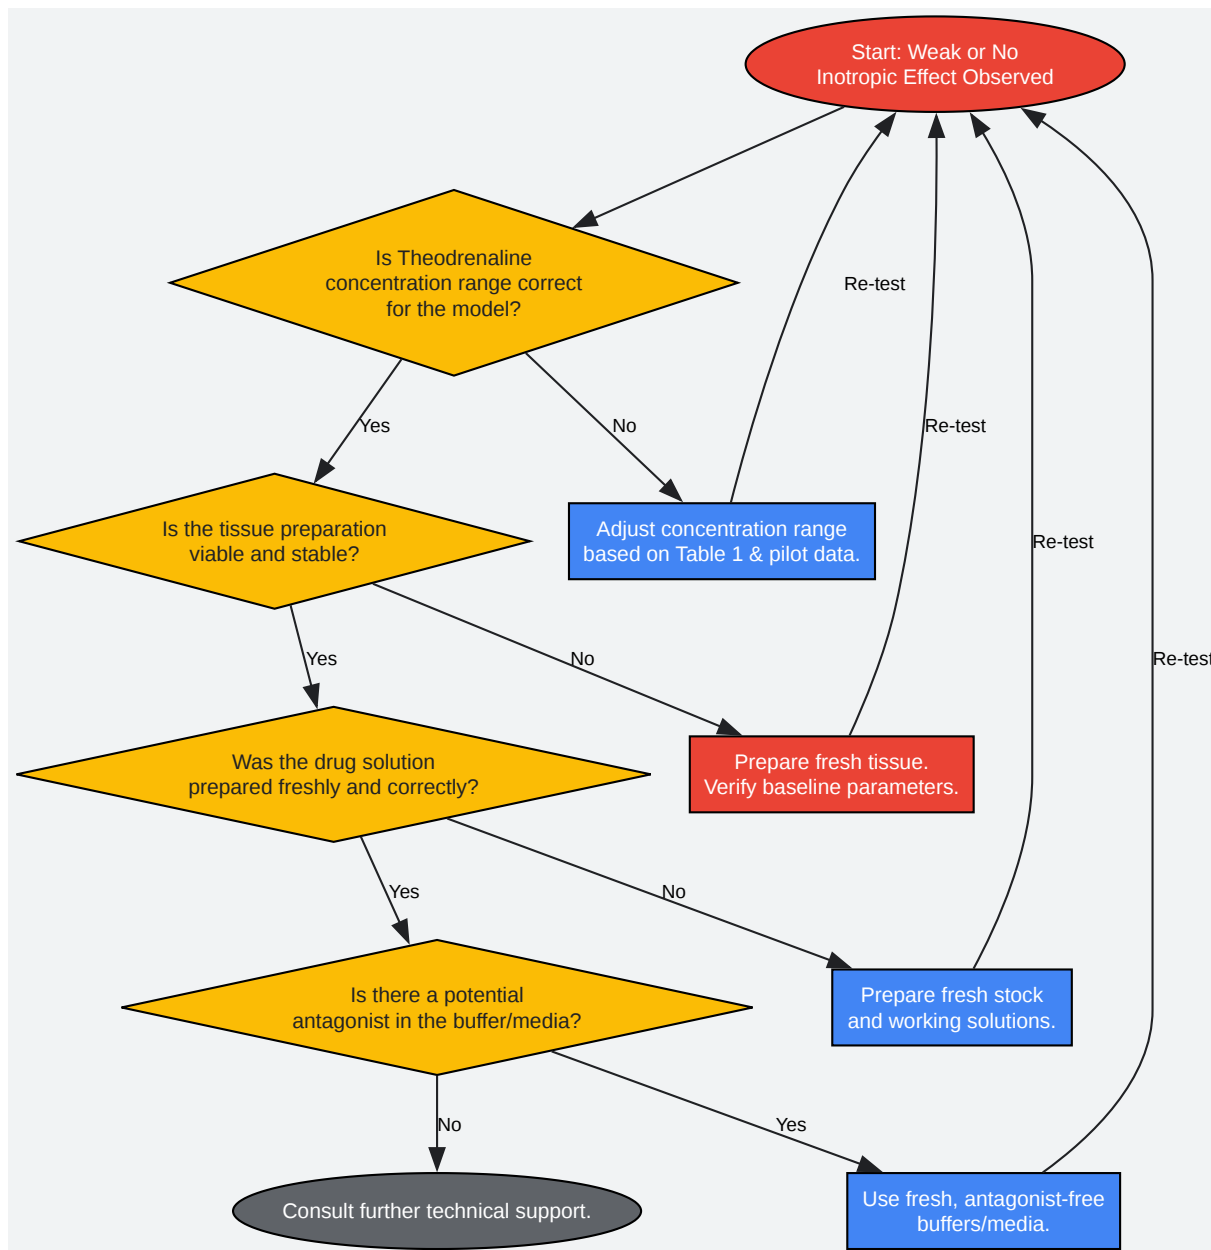 Start: Weak or No
Inotropic Effect Observed
Is Theodrenaline
concentration range correct
for the model?
Re-test
Yes
No
Re-test
Adjust concentration range
based on Table 1 & pilot data.
Is the tissue preparation
viable and stable?
Re-test
Yes
No
Re-test
Prepare fresh tissue.
Verify baseline parameters.
Was the drug solution
prepared freshly and correctly?
Yes
No
Prepare fresh stock
and working solutions.
Is there a potential
antagonist in the buffer/media?
No
Yes
Use fresh, antagonist-free
buffers/media.
Consult further technical support.